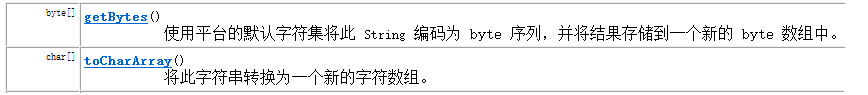 byte[] getBytes()
使用平台的默认字符集将此 String 编码为 byte 序列，并将结果存储到一个新的 byte 数组中。
char[] toCharArray()
将此字符串转换为一个新的字符数组。